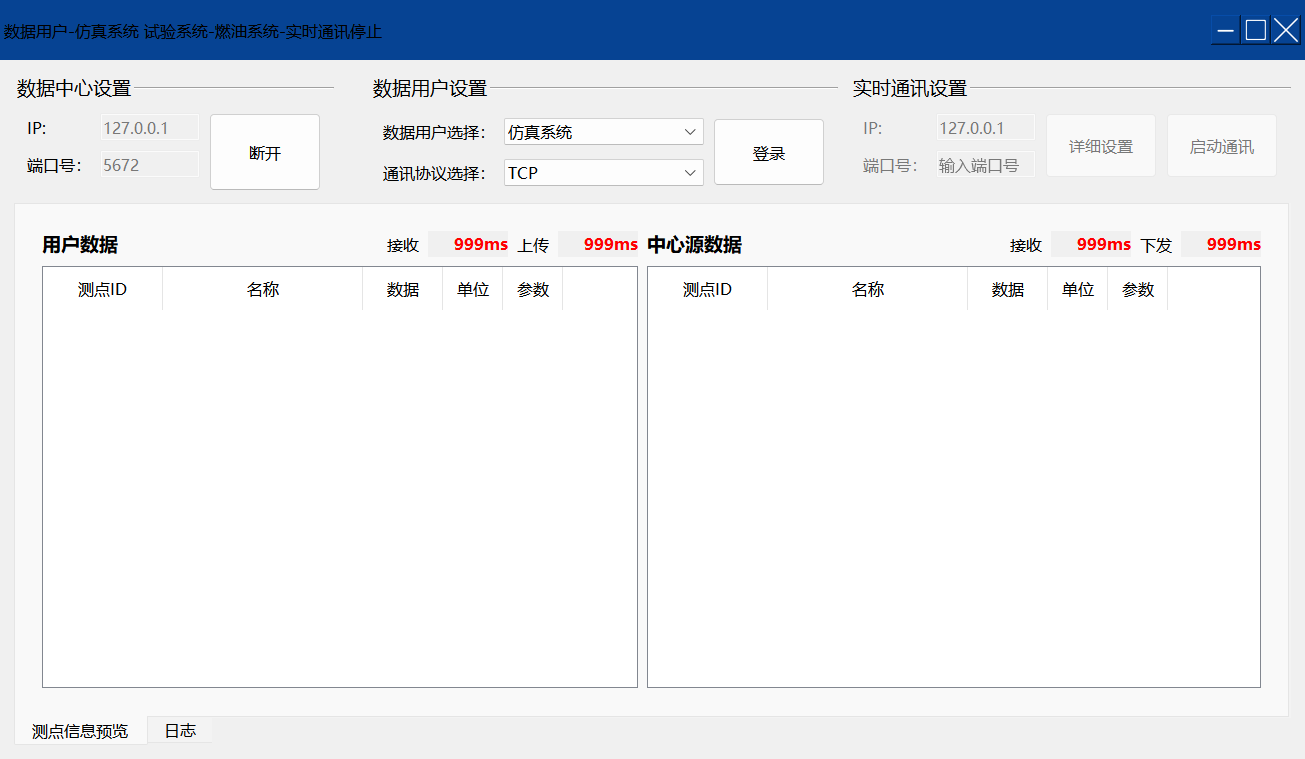 数据用户-仿真系统 试验系统-燃油系统-实时通讯停止
数据中心设置 数据用户设置 实时通讯设置
IP: 127.0.0.1
端口号: 5672
断开
数据用户选择: 仿真系统
通讯协议选择: TCP
登录
IP: 127.0.0.1
端口号: 输入端口号
详细设置 启动通讯
用户数据 接收 999ms 上传 999ms
测点ID 名称 数据 单位 参数
中心源数据 接收 999ms 下发 999ms
测点ID 名称 数据 单位 参数
测点信息预览 日志